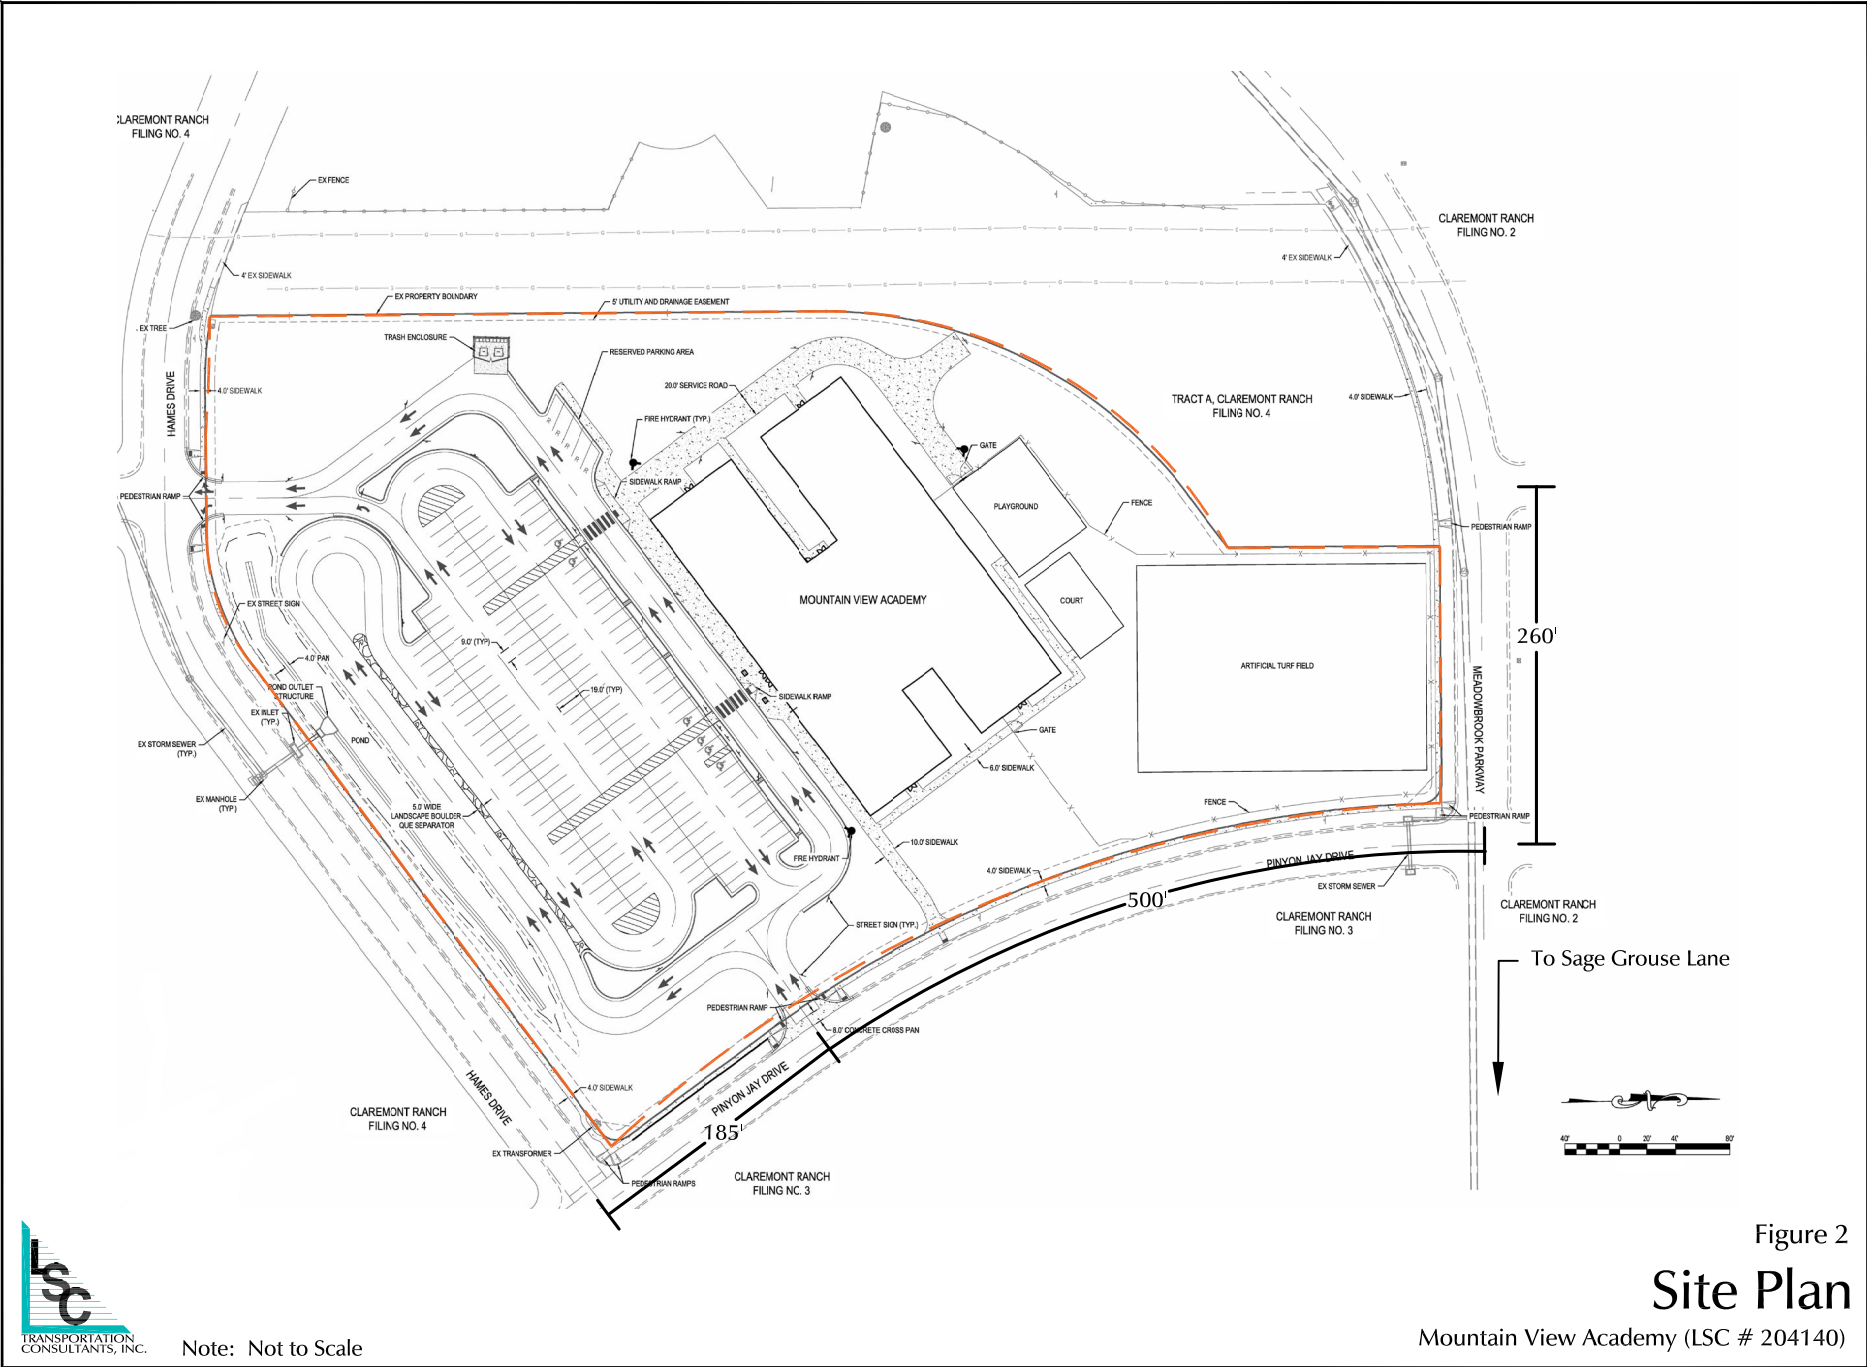 CLAREMONT RANCH
FILING NO. 4
EX FENCE
CLAREMONT RANCH
FILING NO. 2
4' EX SIDEWALK
4' EX SIDEWALK
EX PROPERTY BOUNDARY
5' UTILITY AND DRAINAGE EASEMENT
EX TREE
TRASH ENCLOSURE
RESERVED PARKING AREA
HAMES DRIVE
4.0' SIDEWALK
20.0' SERVICE ROAD
TRACT A, CLAREMONT RANCH
FILING NO. 4
4.0' SIDEWALK
FIRE HYDRANT (TYP.)
GATE
SIDEWALK RAMP
PEDESTRIAN RAMP
PLAYGROUND
FENCE
PEDESTRIAN RAMP
MOUNTAIN VIEW ACADEMY
COURT
EX STREET SIGN
260'
9.0' (TYP)
4.0' PAN
ARTIFICIAL TURF FIELD
MEADOWBROOK PARKWAY
POND OUTLET
STRUCTURE
19.0' (TYP)
SIDEWALK RAMP
EX INLET
(TYP.)
GATE
EX STORM SEWER
(TYP.)
POND
6.0' SIDEWALK
EX MANHOLE
(TYP)
5.0' WIDE
LANDSCAPE BOULDER
QUE SEPARATOR
FENCE
PEDESTRIAN RAMP
10.0' SIDEWALK
FIRE HYDRANT
PINYON JAY DRIVE
4.0' SIDEWALK
EX STORM SEWER
500'
CLAREMONT RANCH
FILING NO. 3
CLAREMONT RANCH
FILING NO. 2
STREET SIGN (TYP.)
To Sage Grouse Lane
PEDESTRIAN RAMP
8.0' CONCRETE CROSS PAN
HAMES DRIVE
4.0' SIDEWALK
PINYON JAY DRIVE
CLAREMONT RANCH
FILING NO. 4
185'
40' 0 20' 40' 80'
EX TRANSFORMER
PEDESTRIAN RAMPS
CLAREMONT RANCH
FILING NO. 3
Figure 2
Site Plan
Mountain View Academy (LSC # 204140)
LSC
TRANSPORTATION
CONSULTANTS, INC.
Note: Not to Scale